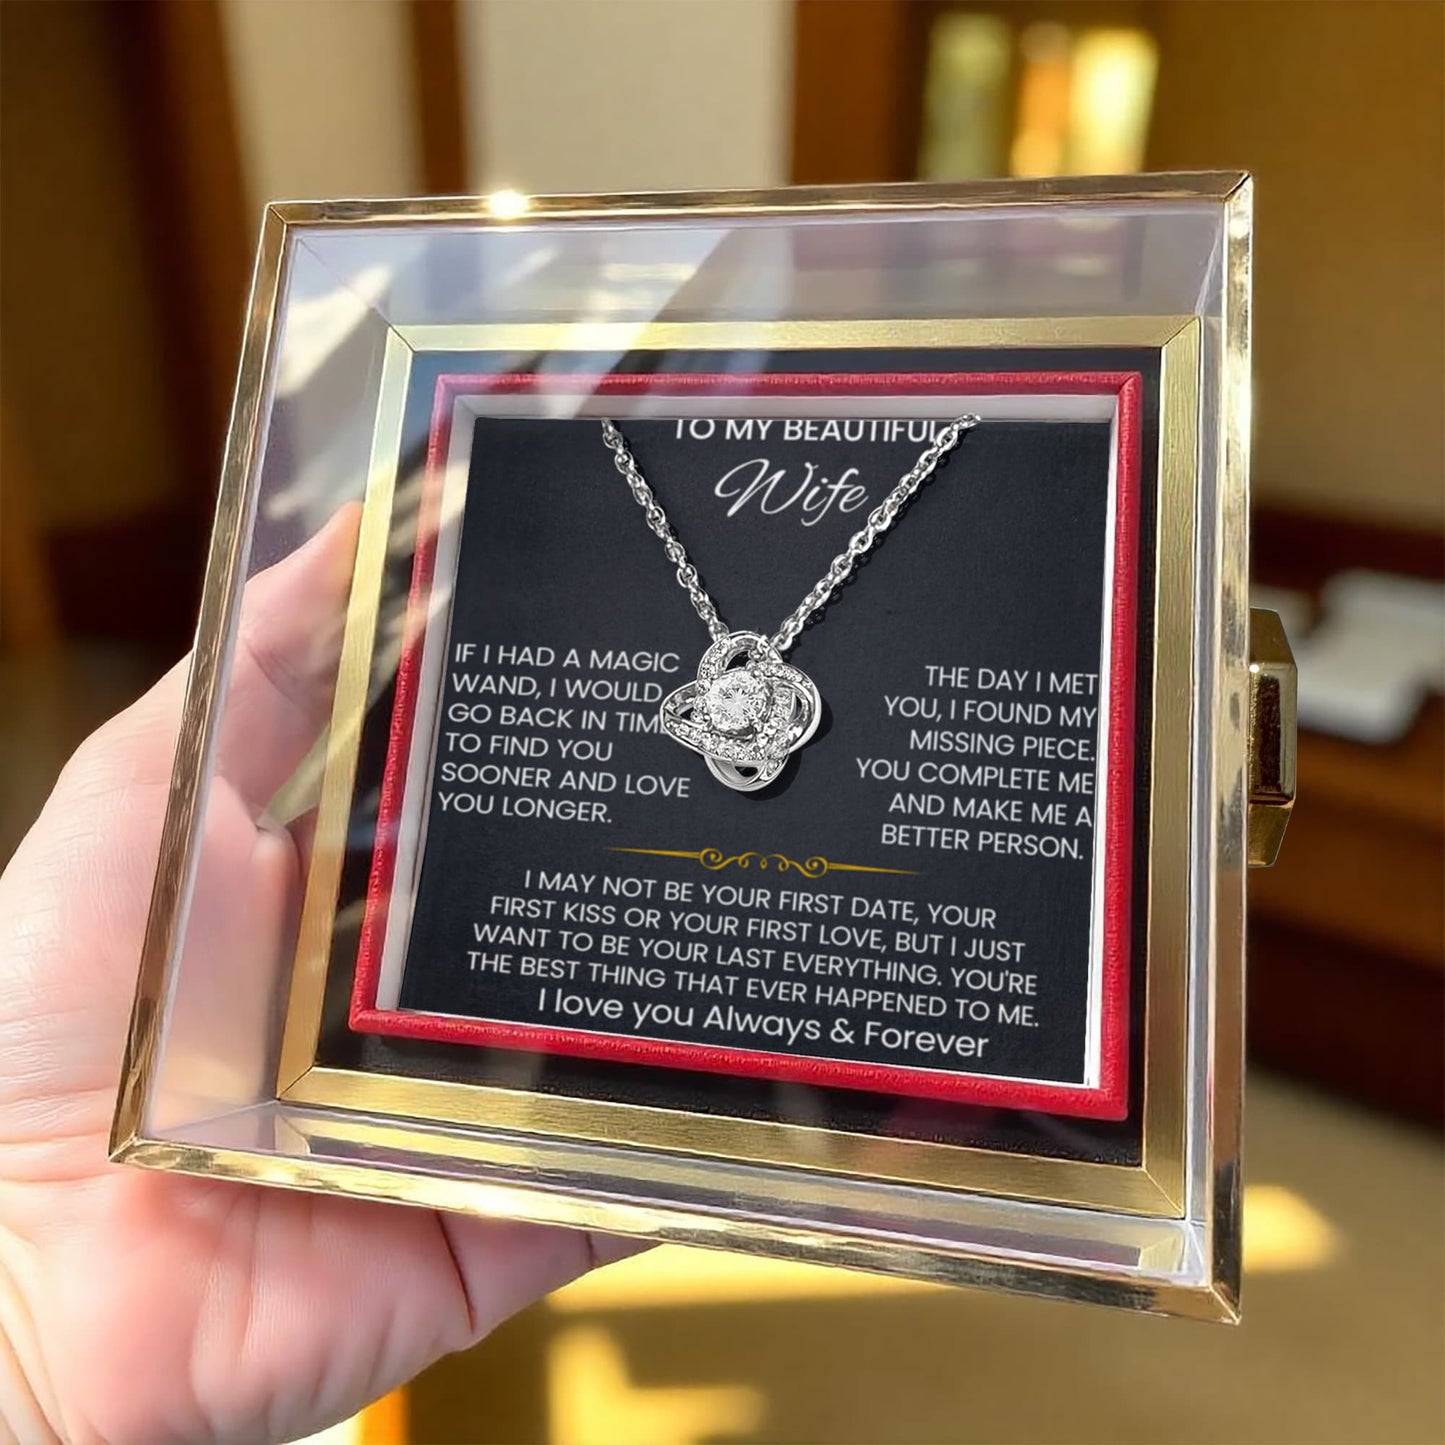 TO MY BEAUTIFUL
Wife
IF I HAD A MAGIC
WAND, I WOULD
GO BACK IN TIM
TO FIND YOU
SOONER AND LOVE
YOU LONGER.
THE DAY I MET
YOU, I FOUND MY
MISSING PIECE.
YOU COMPLETE ME
AND MAKE ME A
BETTER PERSON.
I MAY NOT BE YOUR FIRST DATE, YOUR
FIRST KISS OR YOUR FIRST LOVE, BUT I JUST
WANT TO BE YOUR LAST EVERYTHING. YOU'RE
THE BEST THING THAT EVER HAPPENED TO ME.
I love you Always & Forever